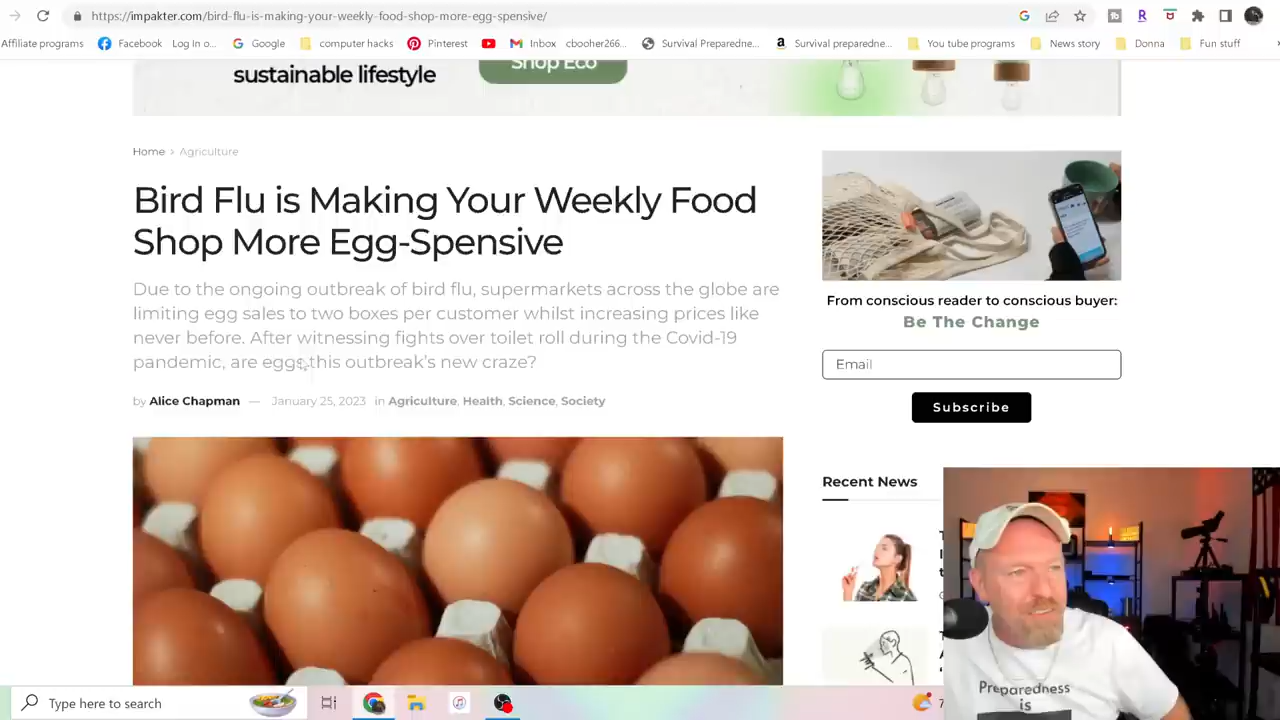 https://impakter.com/bird-flu-is-making-your-weekly-food-shop-more-egg-spensive/
Affiliate programs
Facebook
Log In o...
Google
computer hacks
Pinterest
Inbox
cbooher266...
Survival Preparedne...
Survival preparedne...
You tube programs
News story
Donna
Fun stuff
sustainable lifestyle
Shop Eco
Home > Agriculture
Bird Flu is Making Your Weekly Food
Shop More Egg-Spensive
Due to the ongoing outbreak of bird flu, supermarkets across the globe are
limiting egg sales to two boxes per customer whilst increasing prices like
never before. After witnessing fights over toilet roll during the Covid-19
pandemic, are eggs this outbreak's new craze?
by Alice Chapman — January 25, 2023 in Agriculture, Health, Science, Society
From conscious reader to conscious buyer:
Be The Change
Email
Subscribe
Recent News
Preparedness
is
Type here to search